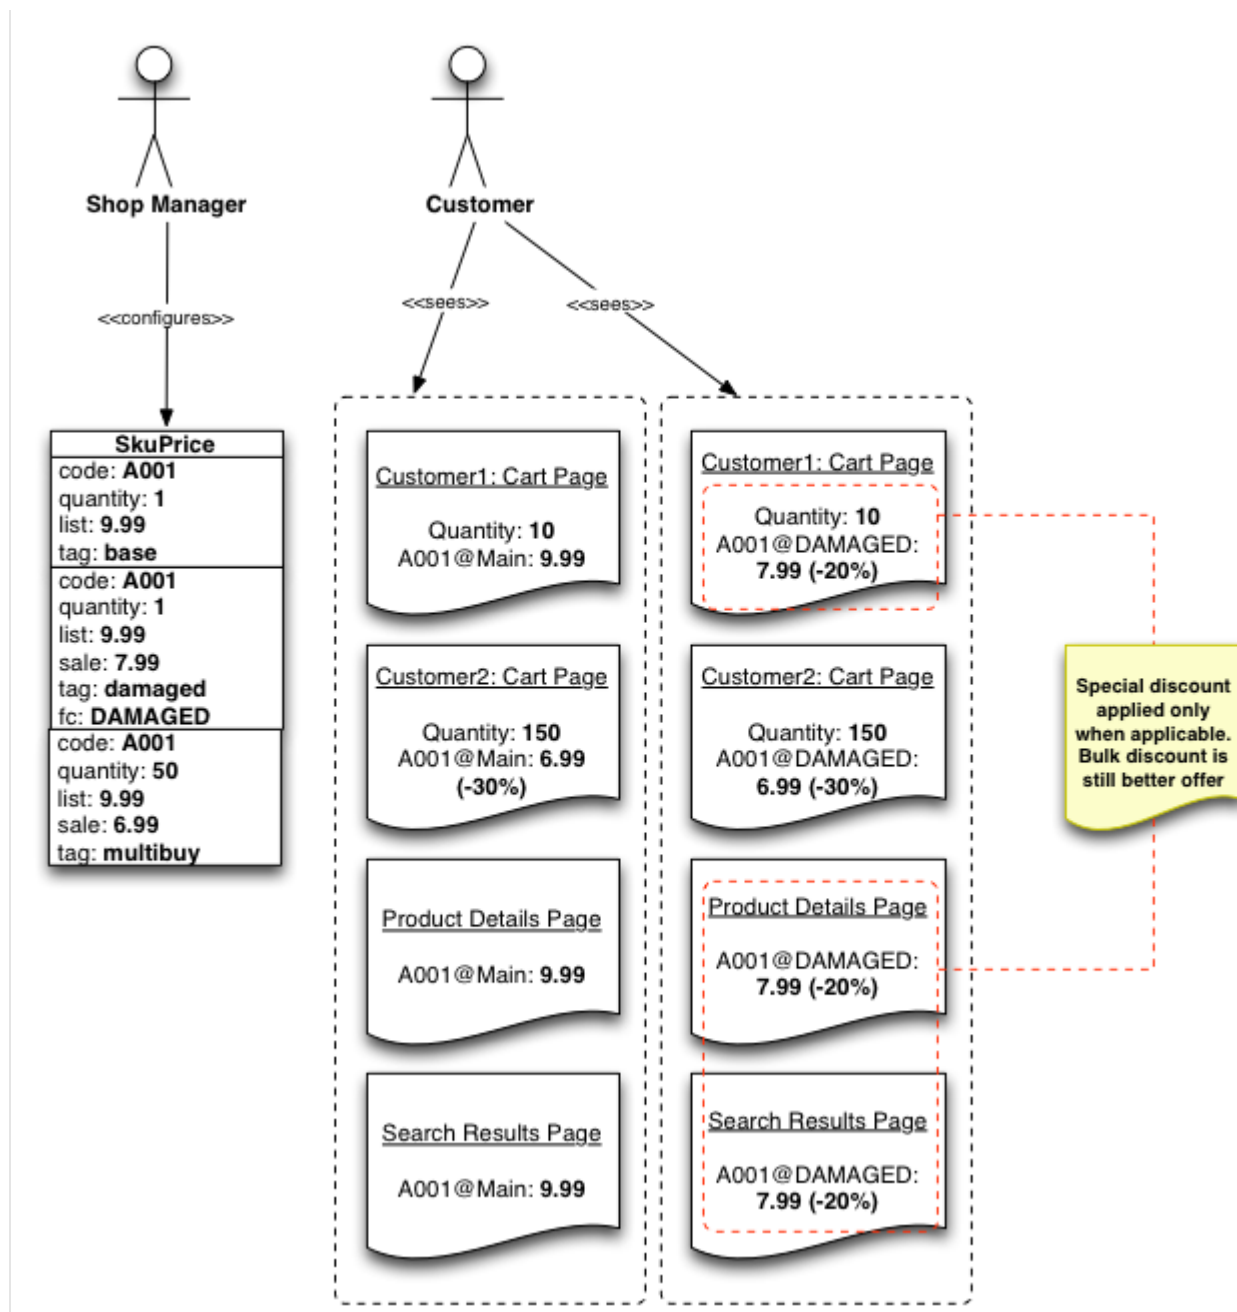 Shop Manager
Customer
<<configures>>
<<sees>>
<<sees>>
SkuPrice
code: A001
quantity: 1
list: 9.99
tag: base
code: A001
quantity: 1
list: 9.99
sale: 7.99
tag: damaged
fc: DAMAGED
code: A001
quantity: 50
list: 9.99
sale: 6.99
tag: multibuy
Customer1: Cart Page
Quantity: 10
A001@Main: 9.99
Customer2: Cart Page
Quantity: 150
A001@Main: 6.99
(-30%)
Product Details Page
A001@Main: 9.99
Search Results Page
A001@Main: 9.99
Customer1: Cart Page
Quantity: 10
A001@DAMAGED:
7.99 (-20%)
Customer2: Cart Page
Quantity: 150
A001@DAMAGED:
6.99 (-30%)
Product Details Page
A001@DAMAGED:
7.99 (-20%)
Search Results Page
A001@DAMAGED:
7.99 (-20%)
Special discount
applied only
when applicable.
Bulk discount is
still better offer